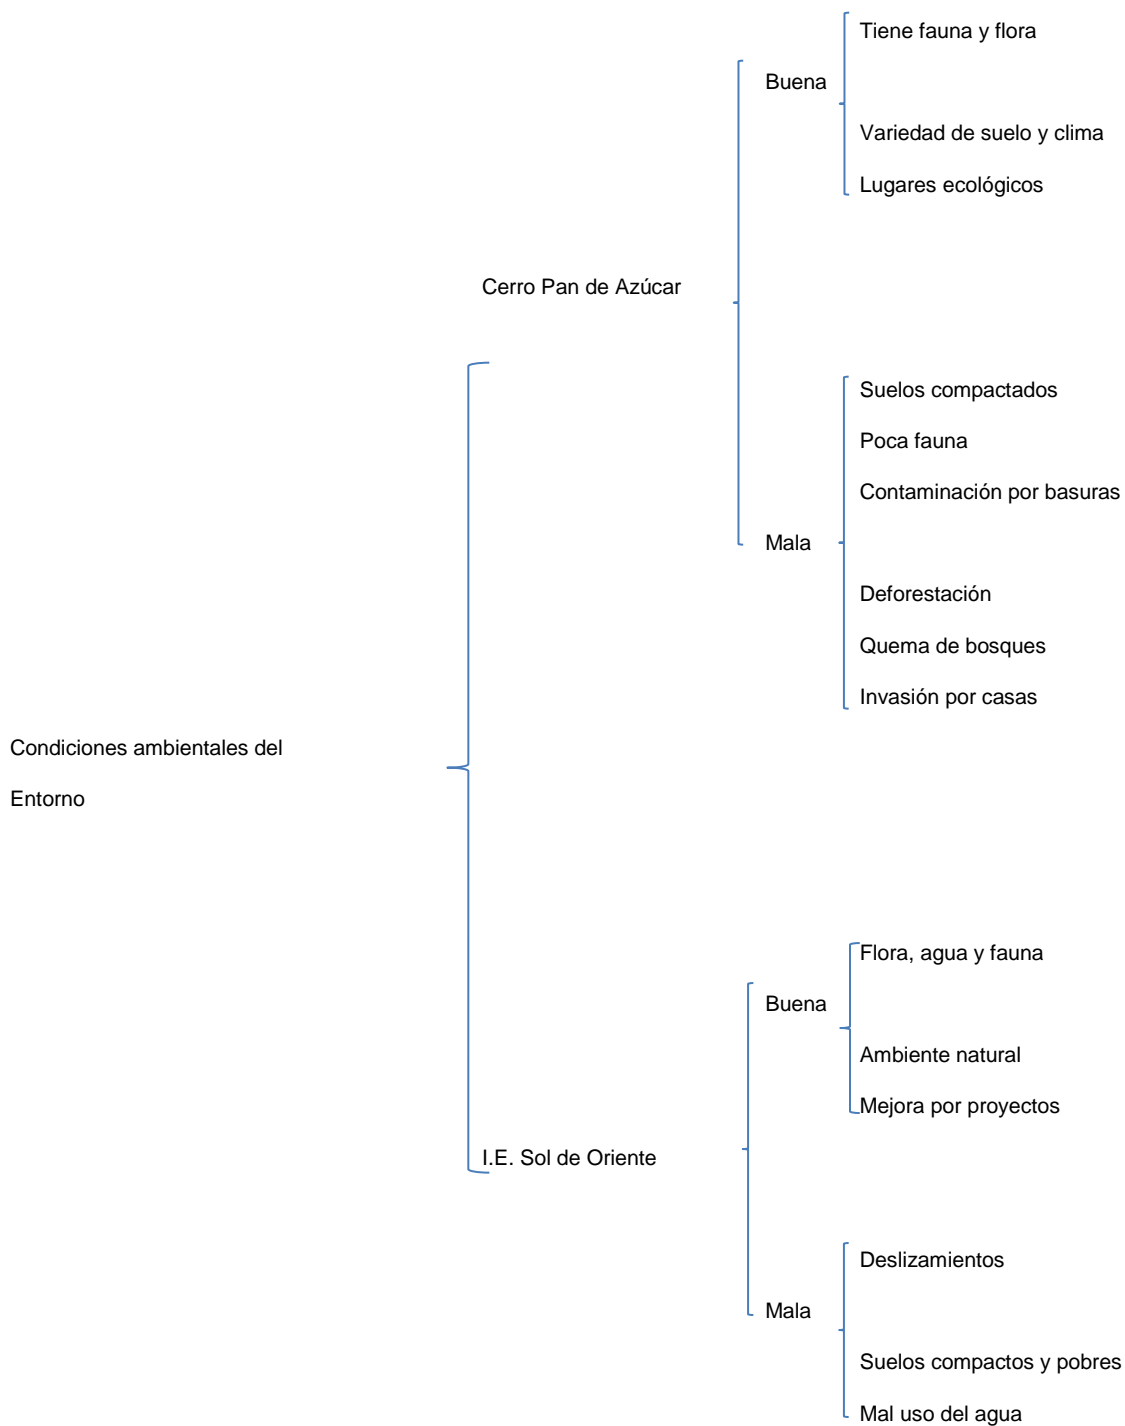 Tiene fauna y flora
Buena
Variedad de suelo y clima
Lugares ecológicos
Cerro Pan de Azúcar
Suelos compactados
Poca fauna
Contaminación por basuras
Mala
Deforestación
Quema de bosques
Invasión por casas
Condiciones ambientales del
Entorno
Flora, agua y fauna
Buena
Ambiente natural
Mejora por proyectos
I.E. Sol de Oriente
Deslizamientos
Mala
Suelos compactos y pobres
Mal uso del agua